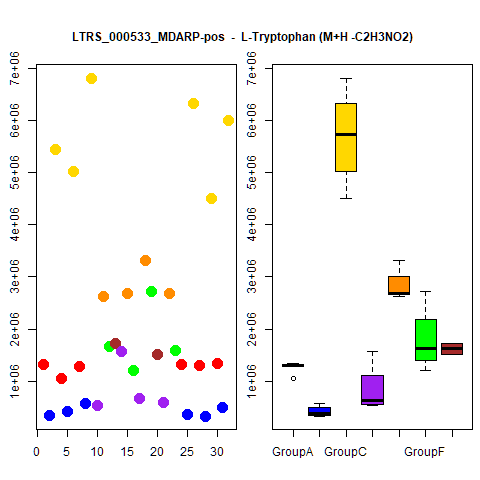 LTRS_000533_MDARP-pos - L-Tryptophan (M+H -C2H3NO2)
7e+06
6e+06
5e+06
4e+06
3e+06
2e+06
1e+06
0 5 10 15 20 25 30
7e+06
6e+06
5e+06
4e+06
3e+06
2e+06
1e+06
GroupA GroupC GroupF